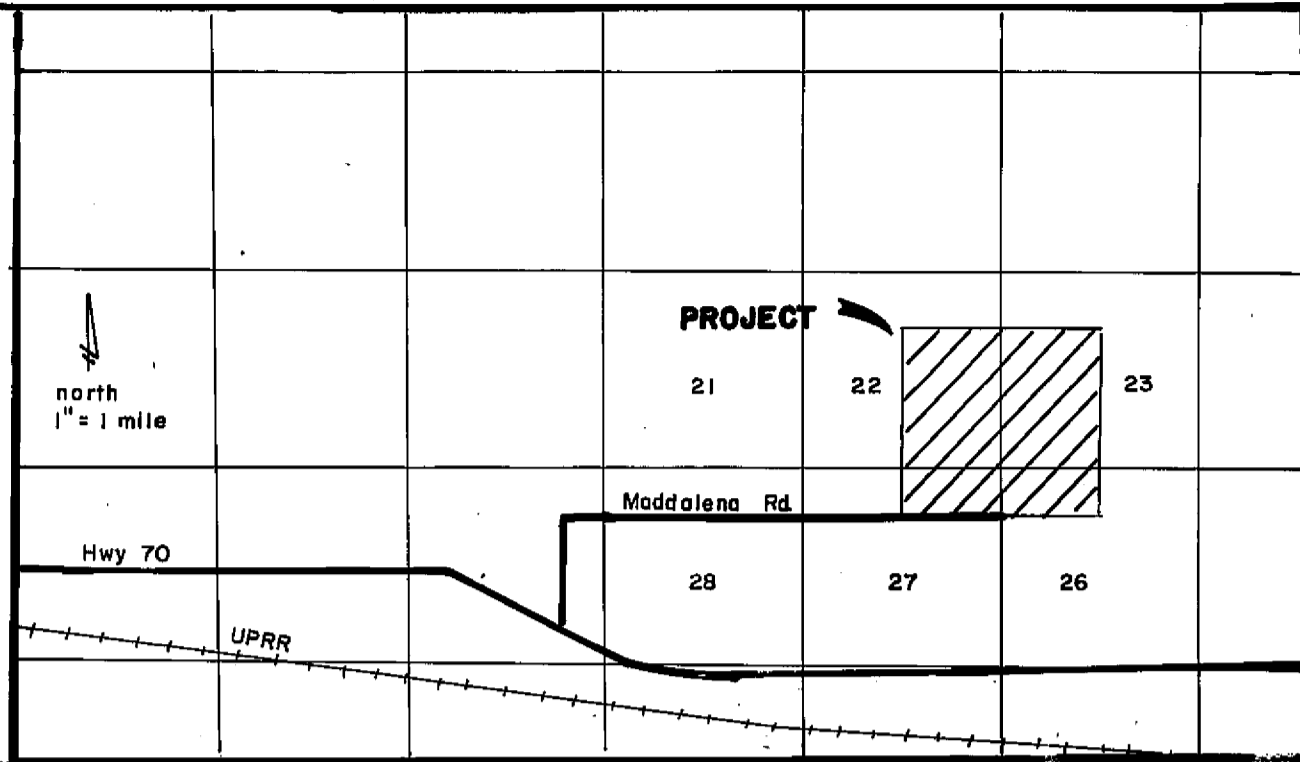 PROJECT
21
22
23
north
1" = 1 mile
Maddalena Rd.
Hwy 70
28
27
26
UPRR